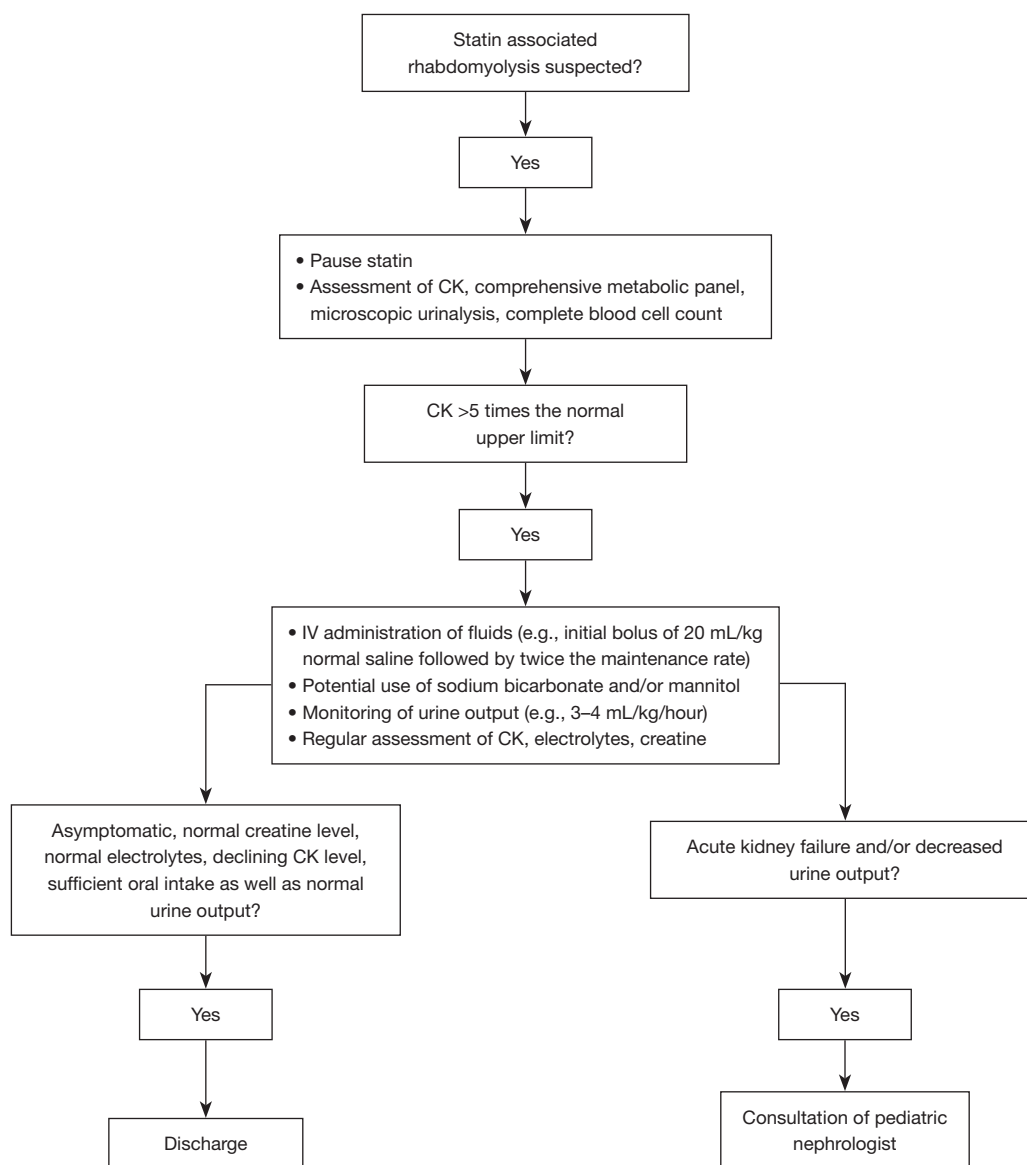 Statin associated
rhabdomyolysis suspected?
Yes
• Pause statin
• Assessment of CK, comprehensive metabolic panel,
microscopic urinalysis, complete blood cell count
CK >5 times the normal
upper limit?
Yes
• IV administration of fluids (e.g., initial bolus of 20 mL/kg
normal saline followed by twice the maintenance rate)
• Potential use of sodium bicarbonate and/or mannitol
• Monitoring of urine output (e.g., 3–4 mL/kg/hour)
• Regular assessment of CK, electrolytes, creatine
Asymptomatic, normal creatine level,
normal electrolytes, declining CK level,
sufficient oral intake as well as normal
urine output?
Yes
Discharge
Acute kidney failure and/or decreased
urine output?
Yes
Consultation of pediatric
nephrologist